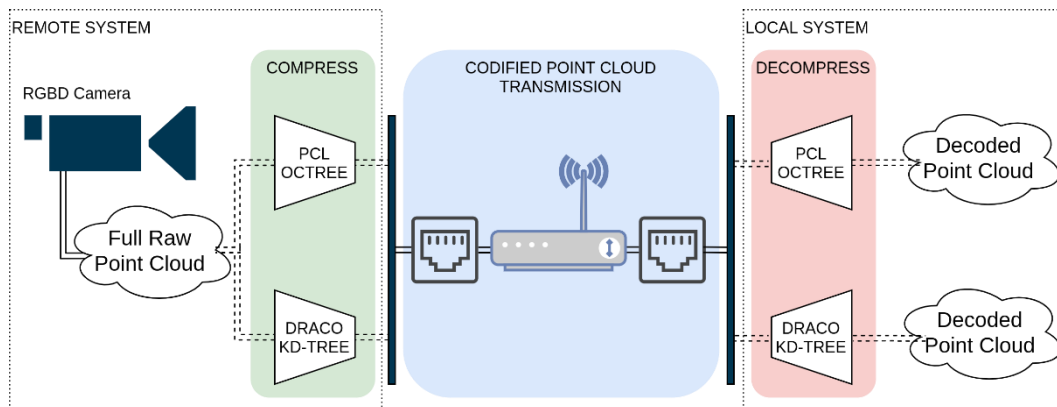 REMOTE SYSTEM
RGBD Camera
Full Raw
Point Cloud
COMPRESS
PCL
OCTREE
DRACO
KD-TREE
CODIFIED POINT CLOUD
TRANSMISSION
LOCAL SYSTEM
DECOMPRESS
PCL
OCTREE
DRACO
KD-TREE
Decoded
Point Cloud
Decoded
Point Cloud